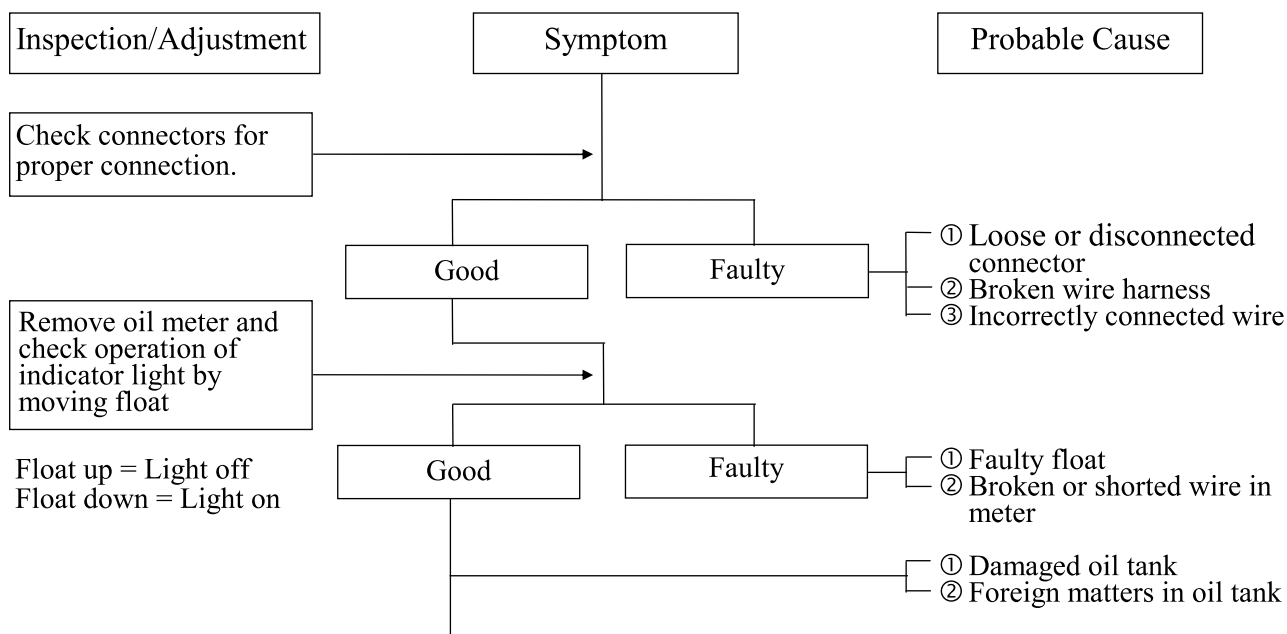 Inspection/Adjustment
Symptom
Probable Cause
Check connectors for
proper connection.
Good
Faulty
① Loose or disconnected
connector
② Broken wire harness
③ Incorrectly connected wire
Remove oil meter and
check operation of
indicator light by
moving float
Float up = Light off
Float down = Light on
Good
Faulty
① Faulty float
② Broken or shorted wire in
meter
① Damaged oil tank
② Foreign matters in oil tank